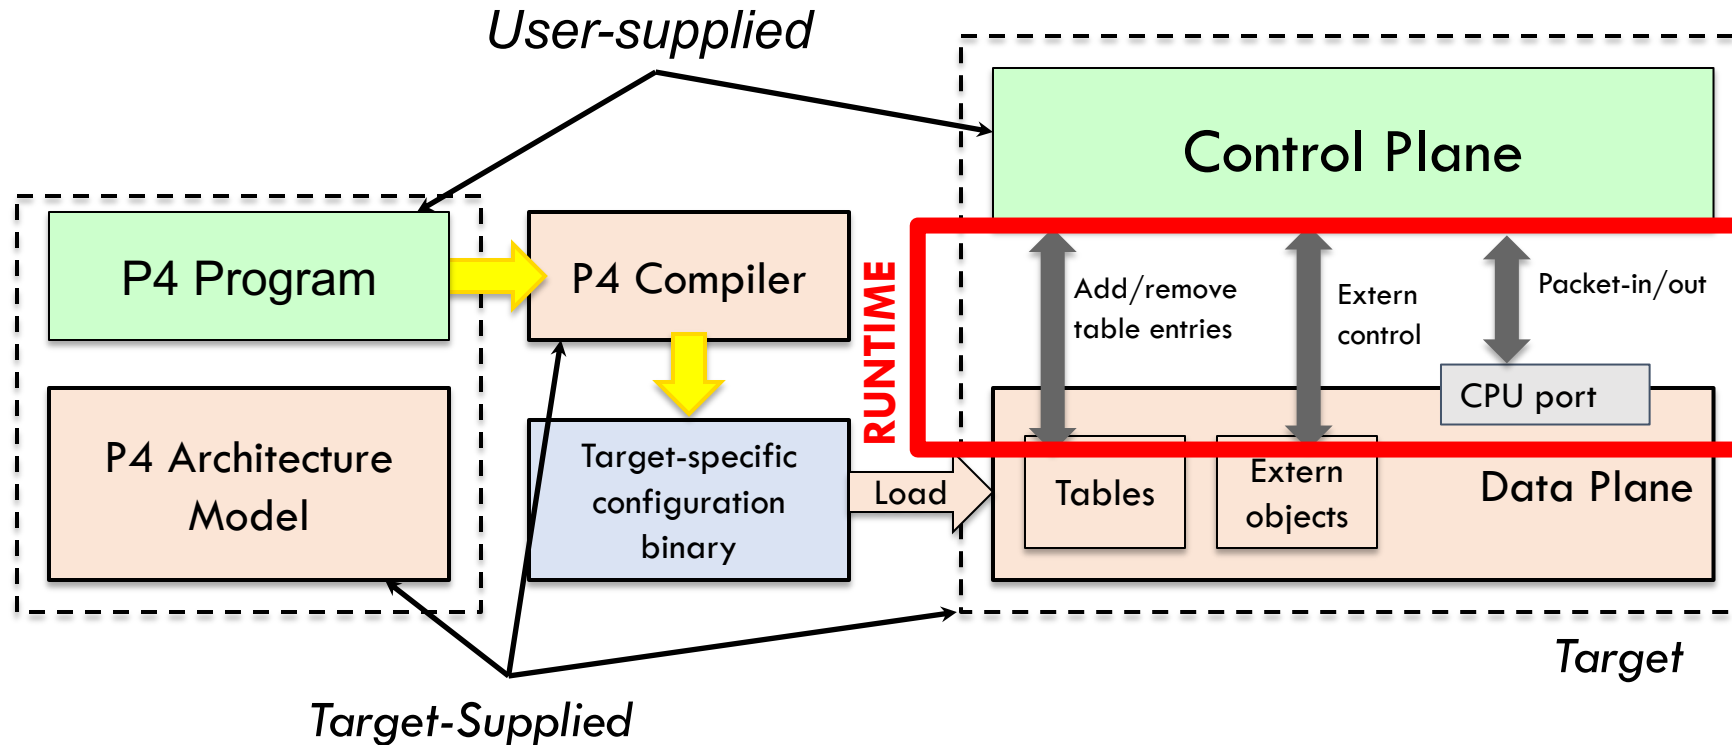 User-supplied
Control Plane
P4 Program
P4 Compiler
RUNTIME
Add/remove
table entries
Extern
control
Packet-in/out
CPU port
P4 Architecture
Model
Target-specific
configuration
binary
Load
Tables
Extern
objects
Data Plane
Target
Target-Supplied